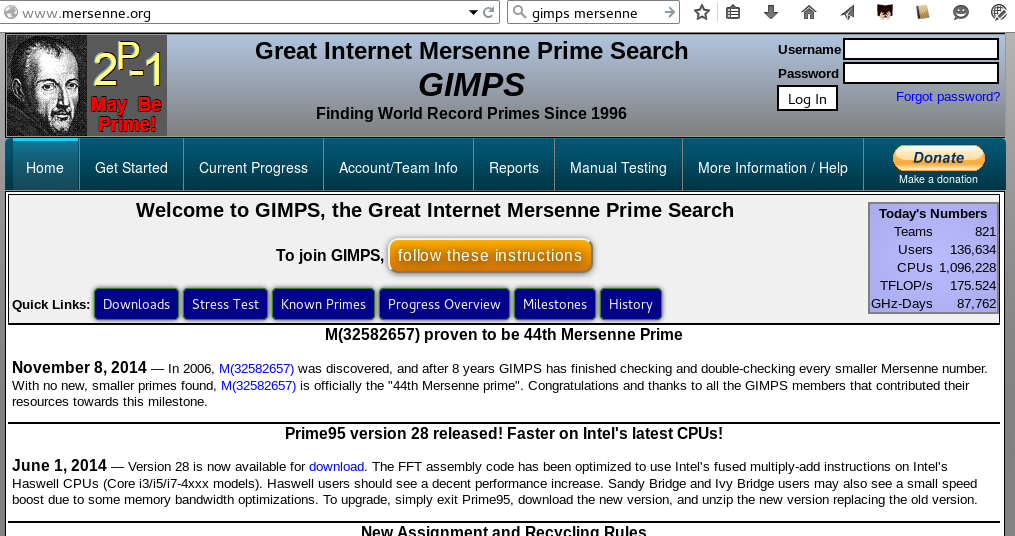 www.mersenne.org
gimps mersenne
2P-1
May Be
Prime!
Great Internet Mersenne Prime Search
GIMPS
Finding World Record Primes Since 1996
Username
Password
Log In
Forgot password?
Home
Get Started
Current Progress
Account/Team Info
Reports
Manual Testing
More Information / Help
Donate
Make a donation
Welcome to GIMPS, the Great Internet Mersenne Prime Search
To join GIMPS, follow these instructions
Quick Links: Downloads Stress Test Known Primes Progress Overview Milestones History
Today's Numbers
Teams 821
Users 136,634
CPUs 1,096,228
TFLOP/s 175.524
GHz-Days 87,762
M(32582657) proven to be 44th Mersenne Prime
November 8, 2014 — In 2006, M(32582657) was discovered, and after 8 years GIMPS has finished checking and double-checking every smaller Mersenne number.
With no new, smaller primes found, M(32582657) is officially the "44th Mersenne prime". Congratulations and thanks to all the GIMPS members that contributed their
resources towards this milestone.
Prime95 version 28 released! Faster on Intel's latest CPUs!
June 1, 2014 — Version 28 is now available for download. The FFT assembly code has been optimized to use Intel's fused multiply-add instructions on Intel's
Haswell CPUs (Core i3/i5/i7-4xxx models). Haswell users should see a decent performance increase. Sandy Bridge and Ivy Bridge users may also see a small speed
boost due to some memory bandwidth optimizations. To upgrade, simply exit Prime95, download the new version, and unzip the new version replacing the old version.
New Assignment and Recycling Rules